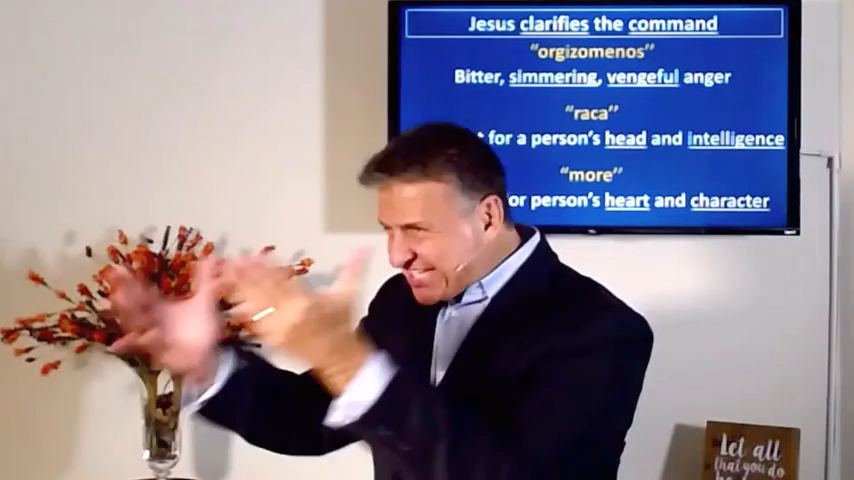 Jesus clarifies the command
“orgizomenos”
Bitter, simmering, vengeful anger
“raca”
for a person’s head and intelligence
“more”
for person’s heart and character
Let all
that you do